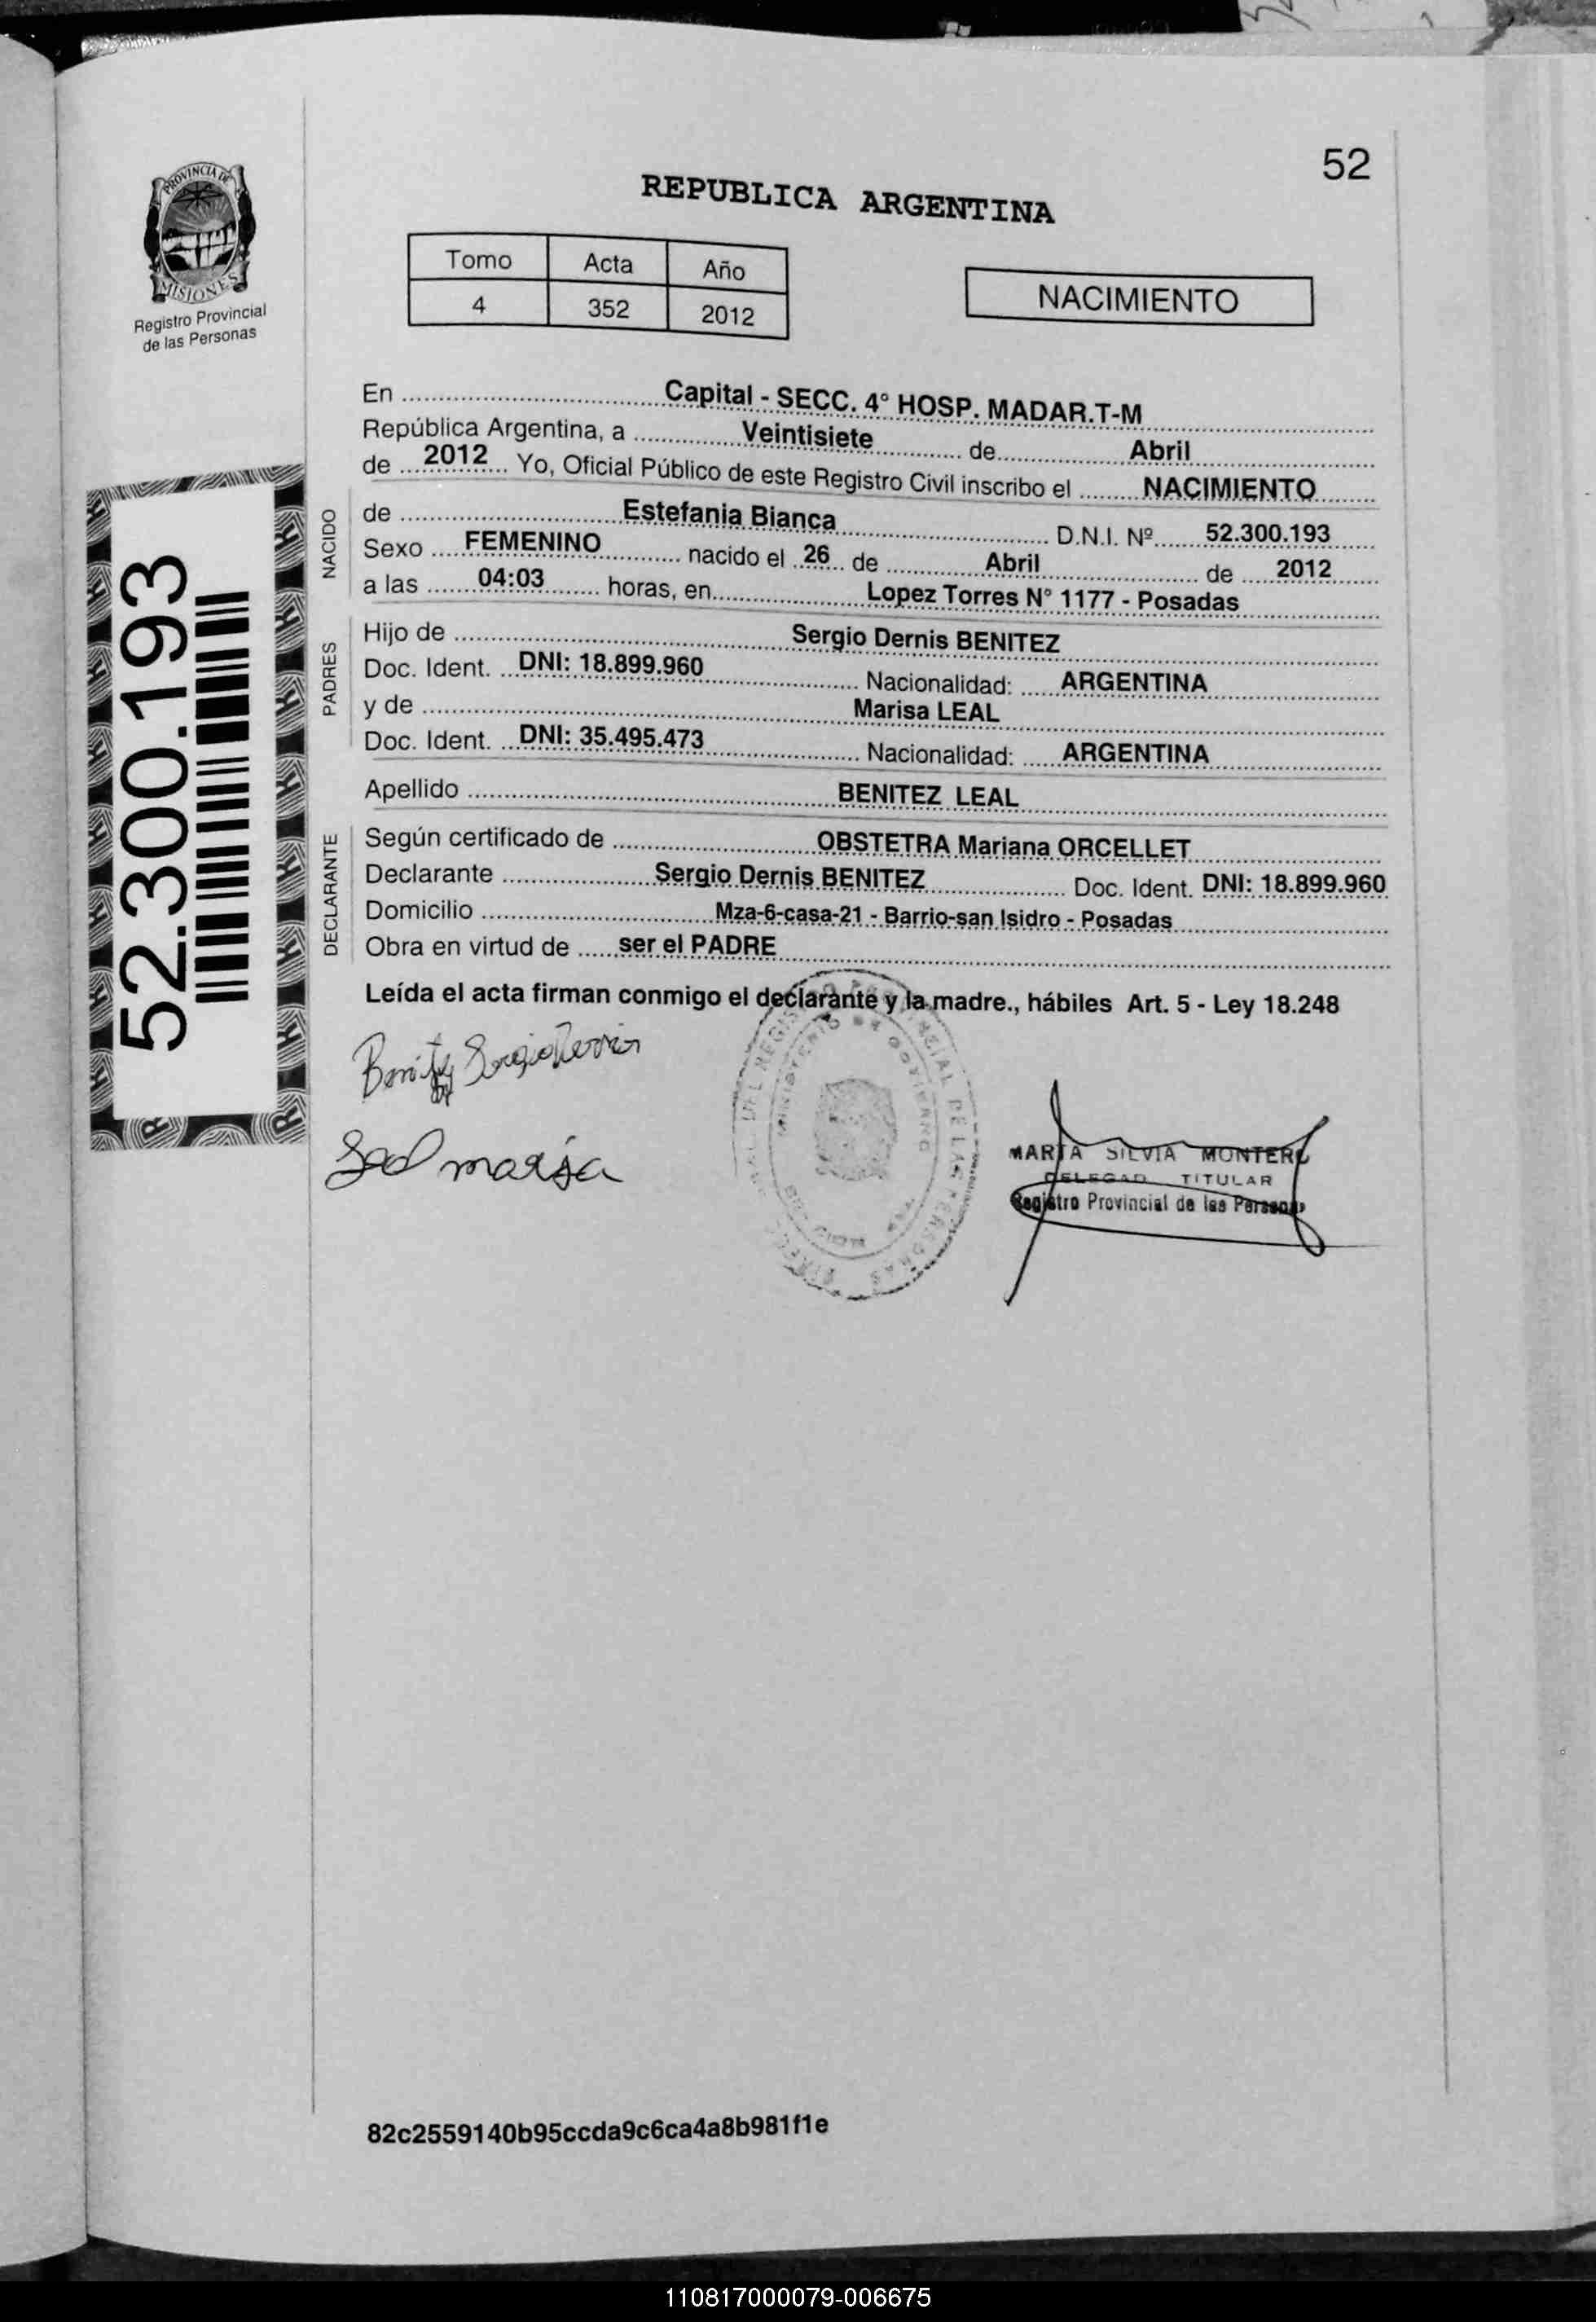 52
PROVINCIA DE
MISIONES
Registro Provincial
de las Personas
REPUBLICA ARGENTINA
Tomo Acta Año
4 352 2012
NACIMIENTO
En Capital - SECC. 4° HOSP. MADAR.T-M
República Argentina, a Veintisiete de Abril
de 2012 Yo, Oficial Público de este Registro Civil inscribo el NACIMIENTO
NACIDO
de Estefania Bianca D.N.I. Nº 52.300.193
Sexo FEMENINO nacido el 26 de Abril de 2012
a las 04:03 horas, en Lopez Torres N° 1177 - Posadas
PADRES
Hijo de Sergio Dernis BENITEZ
Doc. Ident. DNI: 18.899.960 Nacionalidad: ARGENTINA
y de Marisa LEAL
Doc. Ident. DNI: 35.495.473 Nacionalidad: ARGENTINA
Apellido BENITEZ LEAL
DECLARANTE
Según certificado de OBSTETRA Mariana ORCELLET
Declarante Sergio Dernis BENITEZ Doc. Ident. DNI: 18.899.960
Domicilio Mza-6-casa-21 - Barrio-san Isidro - Posadas
Obra en virtud de ser el PADRE
Leída el acta firman conmigo el declarante y la madre., hábiles Art. 5 - Ley 18.248
52.300.193
Benitez Sergio Dernis
Leal marisa
MARTA SILVIA MONTERO
TITULAR
Registro Provincial de las Personas
82c2559140b95ccda9c6ca4a8b981f1e
110817000079-006675